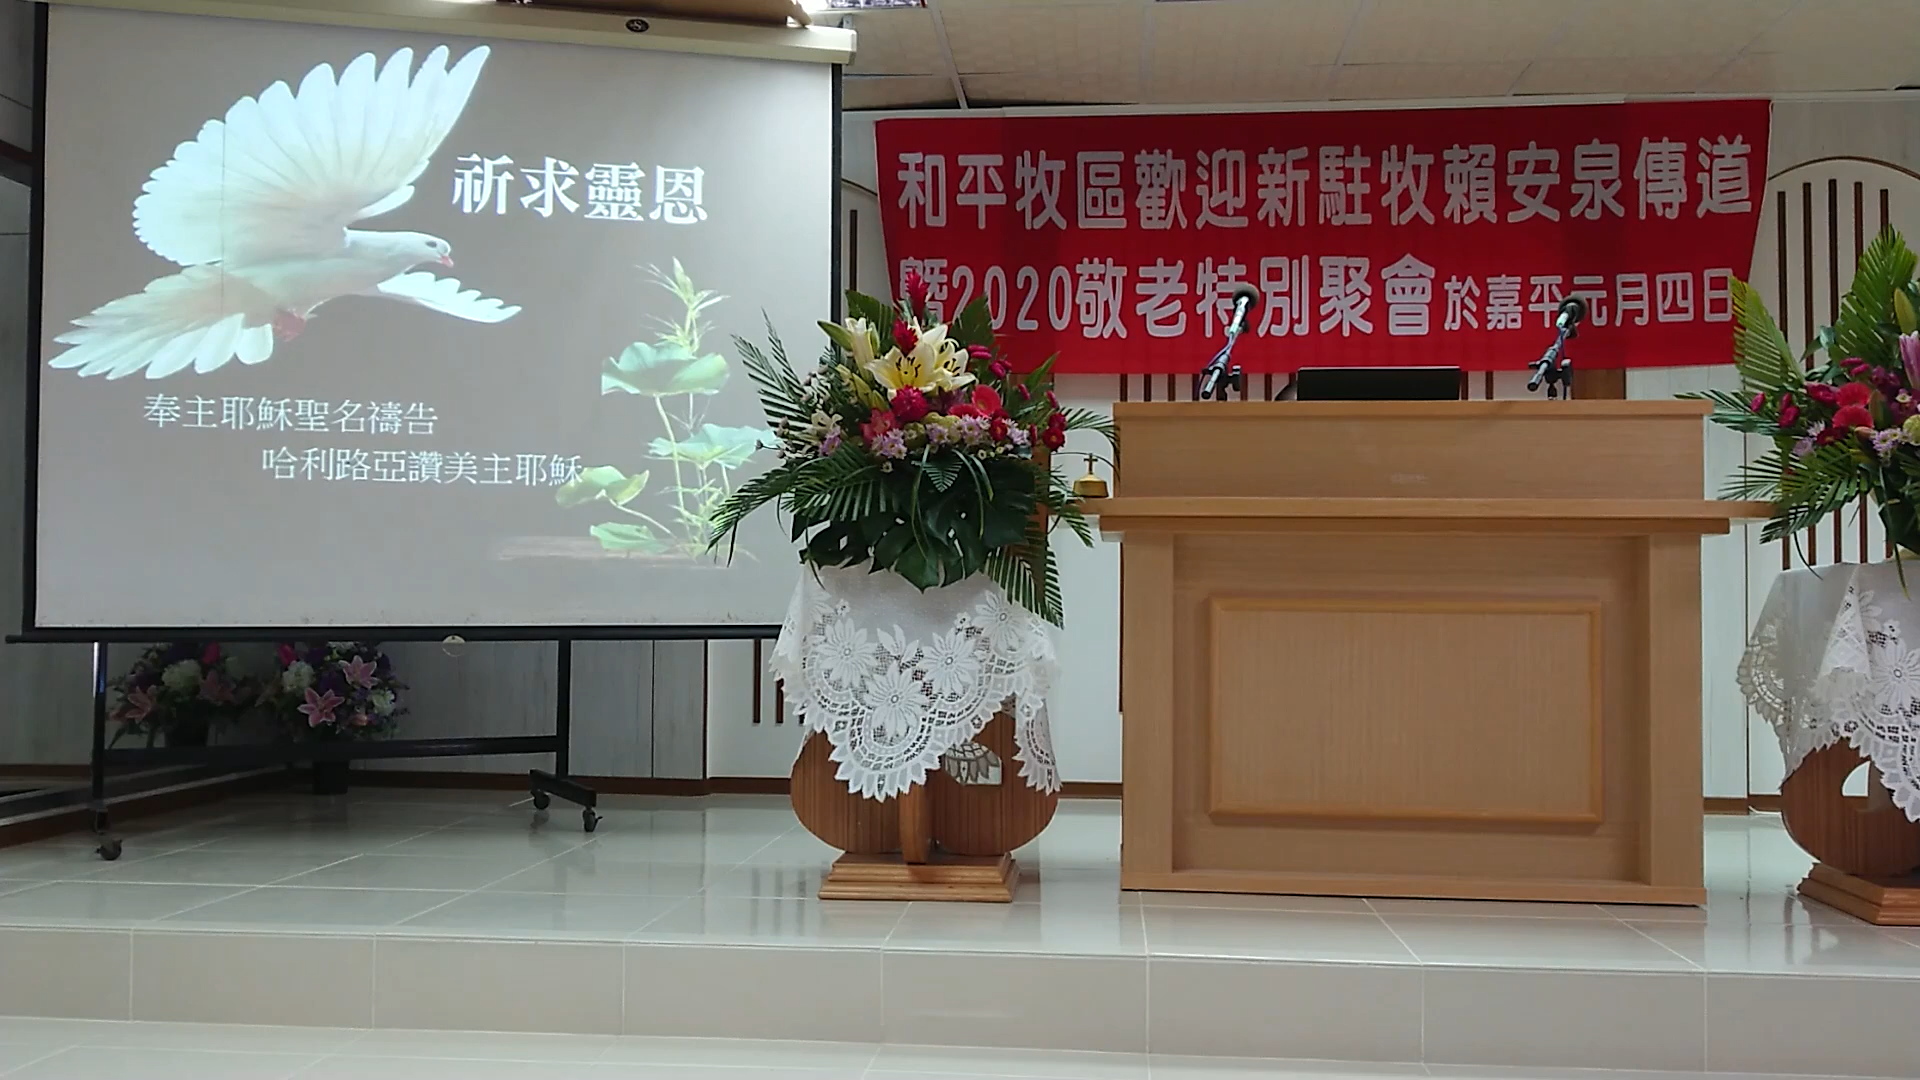 祈求靈恩
奉主耶穌聖名禱告
哈利路亞讚美主耶穌
和平牧區歡迎新駐牧賴安泉傳道
暨2020敬老特別聚會於嘉平元月四日